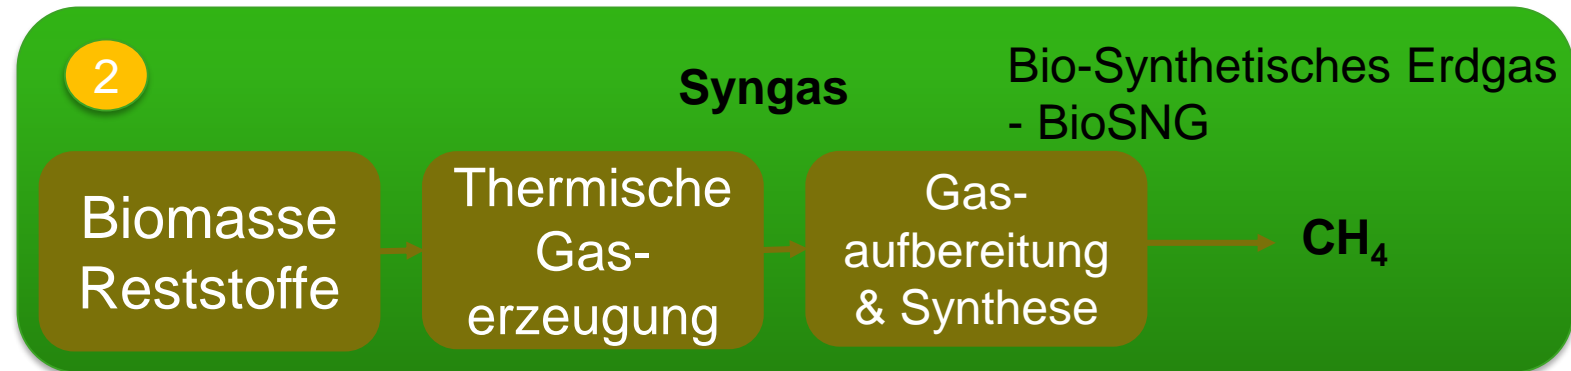 2
Syngas
Bio-Synthetisches Erdgas
- BioSNG
Biomasse
Reststoffe
Thermische
Gas-
erzeugung
Gas-
aufbereitung
& Synthese
CH₄